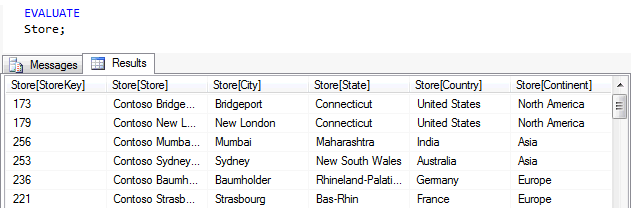 EVALUATE
Store;
Messages Results
Store[StoreKey] Store[Store] Store[City] Store[State] Store[Country] Store[Continent]
173 Contoso Bridge... Bridgeport Connecticut United States North America
179 Contoso New L... New London Connecticut United States North America
256 Contoso Mumba... Mumbai Maharashtra India Asia
253 Contoso Sydney... Sydney New South Wales Australia Asia
236 Contoso Baumh... Baumholder Rhineland-Palati... Germany Europe
221 Contoso Strasb... Strasbourg Bas-Rhin France Europe